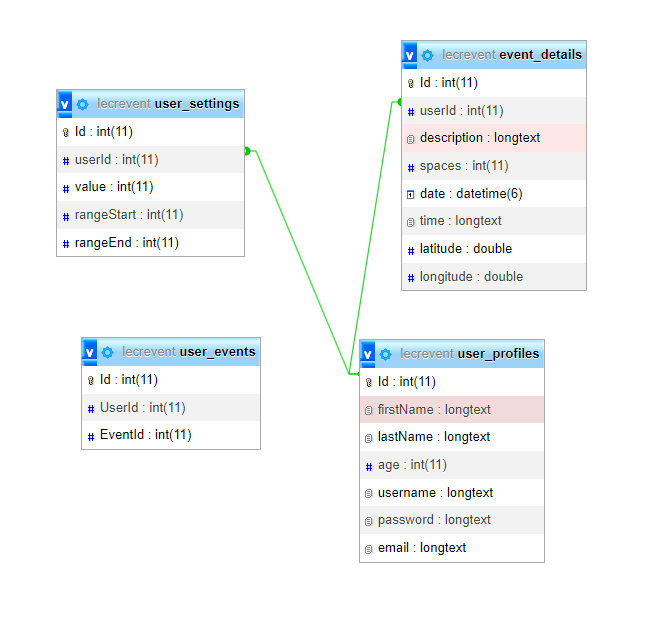 v lecrevent user_settings
Id : int(11)
# userId : int(11)
# value : int(11)
# rangeStart : int(11)
# rangeEnd : int(11)
v lecrevent event_details
Id : int(11)
# userId : int(11)
description : longtext
# spaces : int(11)
date : datetime(6)
time : longtext
# latitude : double
# longitude : double
v lecrevent user_events
Id : int(11)
# UserId : int(11)
# EventId : int(11)
v lecrevent user_profiles
Id : int(11)
firstName : longtext
lastName : longtext
# age : int(11)
username : longtext
password : longtext
email : longtext